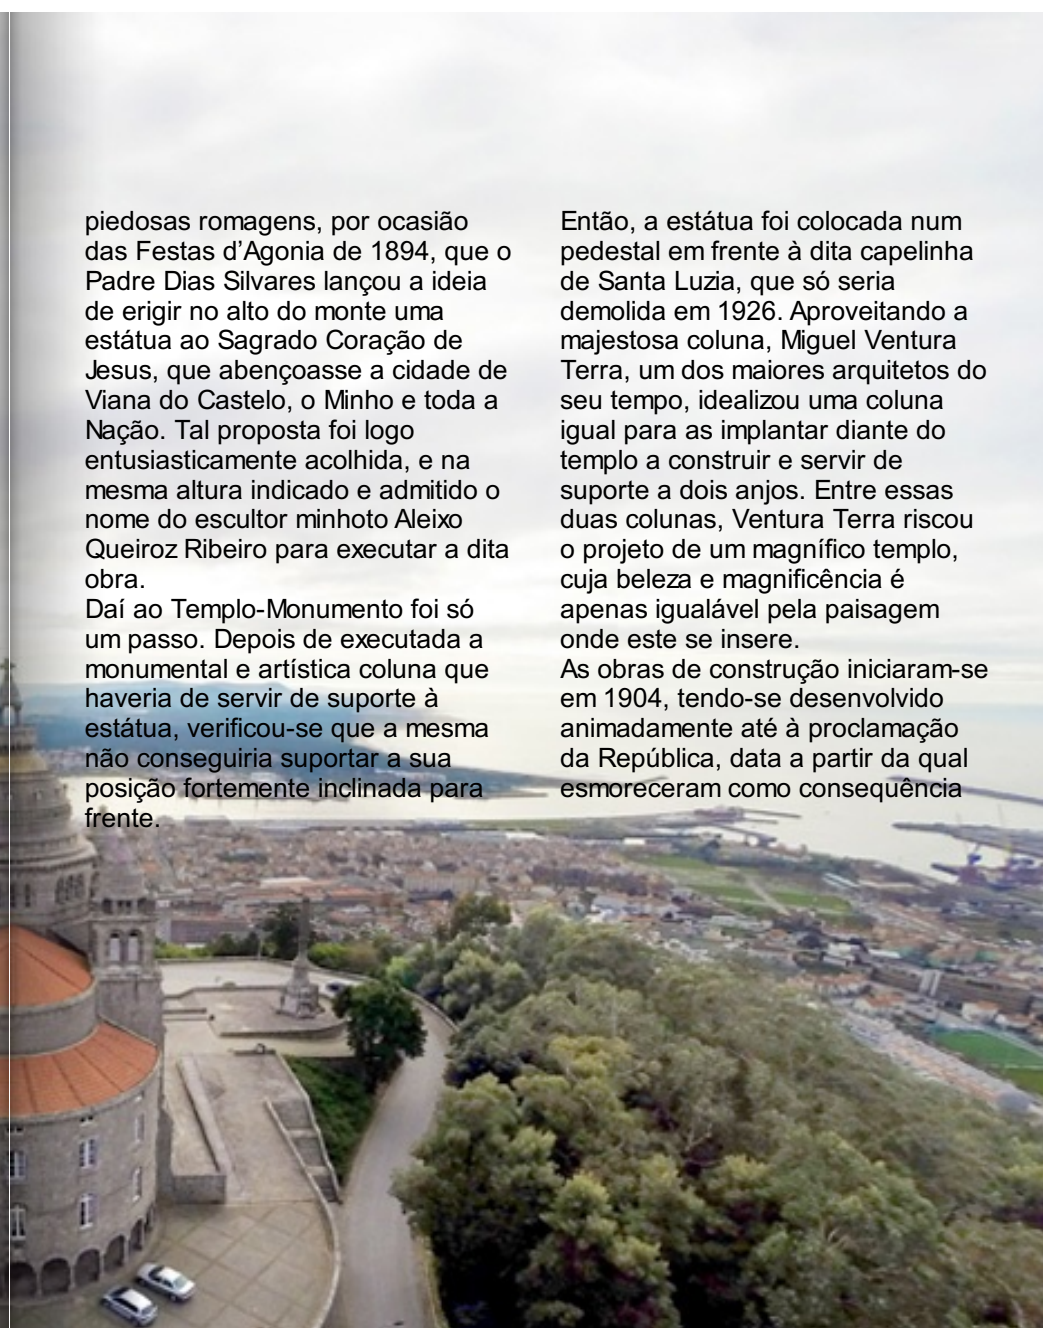 piedosas romagens, por ocasião
das Festas d’Agonia de 1894, que o
Padre Dias Silvares lançou a ideia
de erigir no alto do monte uma
estátua ao Sagrado Coração de
Jesus, que abençoasse a cidade de
Viana do Castelo, o Minho e toda a
Nação. Tal proposta foi logo
entusiasticamente acolhida, e na
mesma altura indicado e admitido o
nome do escultor minhoto Aleixo
Queiroz Ribeiro para executar a dita
obra.
Daí ao Templo-Monumento foi só
um passo. Depois de executada a
monumental e artística coluna que
haveria de servir de suporte à
estátua, verificou-se que a mesma
não conseguiria suportar a sua
posição fortemente inclinada para
frente.
Então, a estátua foi colocada num
pedestal em frente à dita capelinha
de Santa Luzia, que só seria
demolida em 1926. Aproveitando a
majestosa coluna, Miguel Ventura
Terra, um dos maiores arquitetos do
seu tempo, idealizou uma coluna
igual para as implantar diante do
templo a construir e servir de
suporte a dois anjos. Entre essas
duas colunas, Ventura Terra riscou
o projeto de um magnífico templo,
cuja beleza e magnificência é
apenas igualável pela paisagem
onde este se insere.
As obras de construção iniciaram-se
em 1904, tendo-se desenvolvido
animadamente até à proclamação
da República, data a partir da qual
esmoreceram como consequência